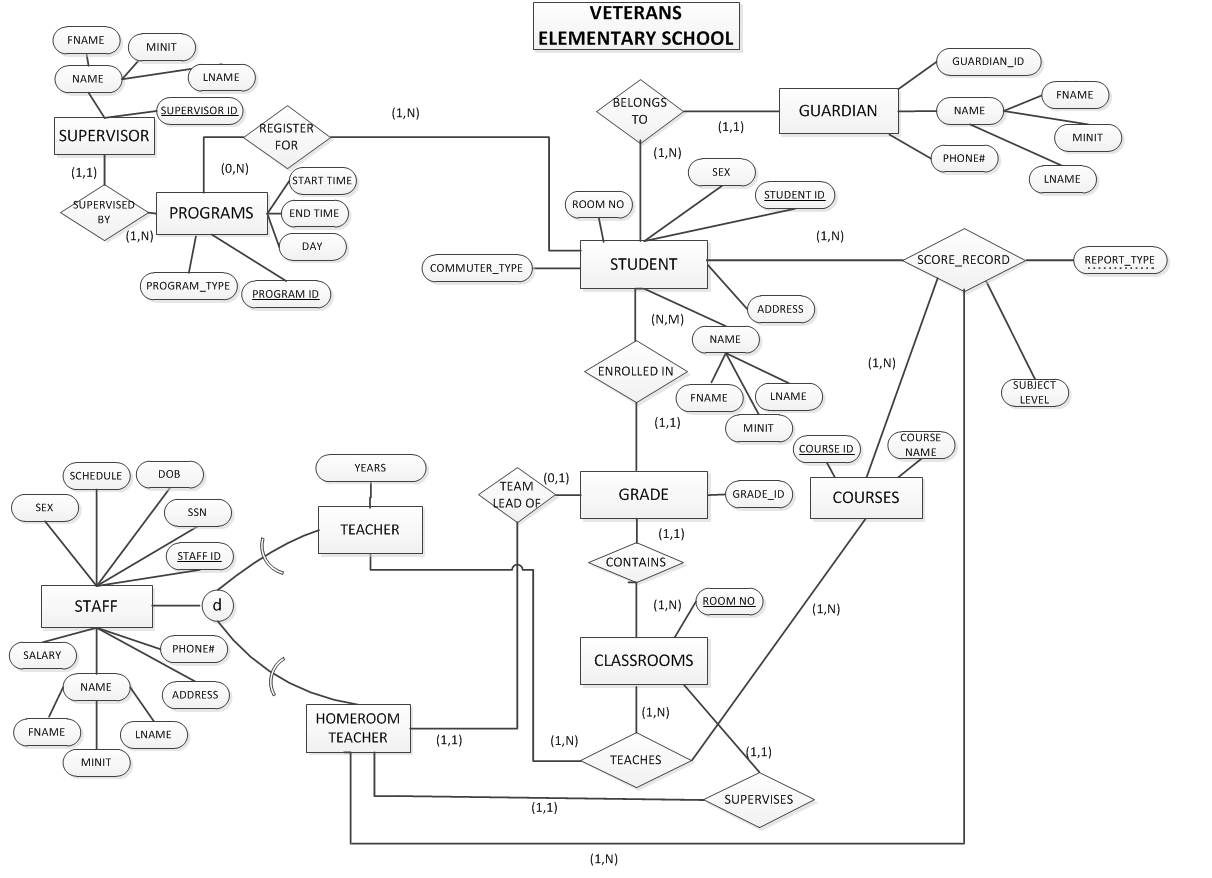 VETERANS
ELEMENTARY SCHOOL
FNAME
MINIT
NAME
LNAME
SUPERVISOR ID
SUPERVISOR
(1,1)
SUPERVISED
BY
(1,N)
REGISTER
FOR
(0,N)
(1,N)
PROGRAMS
START TIME
END TIME
DAY
PROGRAM_TYPE
PROGRAM ID
BELONGS
TO
(1,1)
(1,N)
GUARDIAN
GUARDIAN_ID
NAME
FNAME
MINIT
LNAME
PHONE#
SEX
STUDENT ID
ROOM NO
COMMUTER_TYPE
STUDENT
ADDRESS
NAME
FNAME
LNAME
MINIT
(1,N)
SCORE_RECORD
REPORT_TYPE
SUBJECT
LEVEL
(1,N)
(N,M)
ENROLLED IN
(1,1)
COURSE ID
COURSE
NAME
COURSES
GRADE
GRADE_ID
TEAM
LEAD OF
(0,1)
(1,1)
CONTAINS
(1,N)
ROOM NO
CLASSROOMS
(1,N)
(1,N)
TEACHES
(1,N)
(1,1)
SUPERVISES
YEARS
TEACHER
SCHEDULE
DOB
SEX
SSN
STAFF ID
STAFF
d
SALARY
PHONE#
NAME
ADDRESS
FNAME
LNAME
MINIT
HOMEROOM
TEACHER
(1,1)
(1,1)
(1,N)